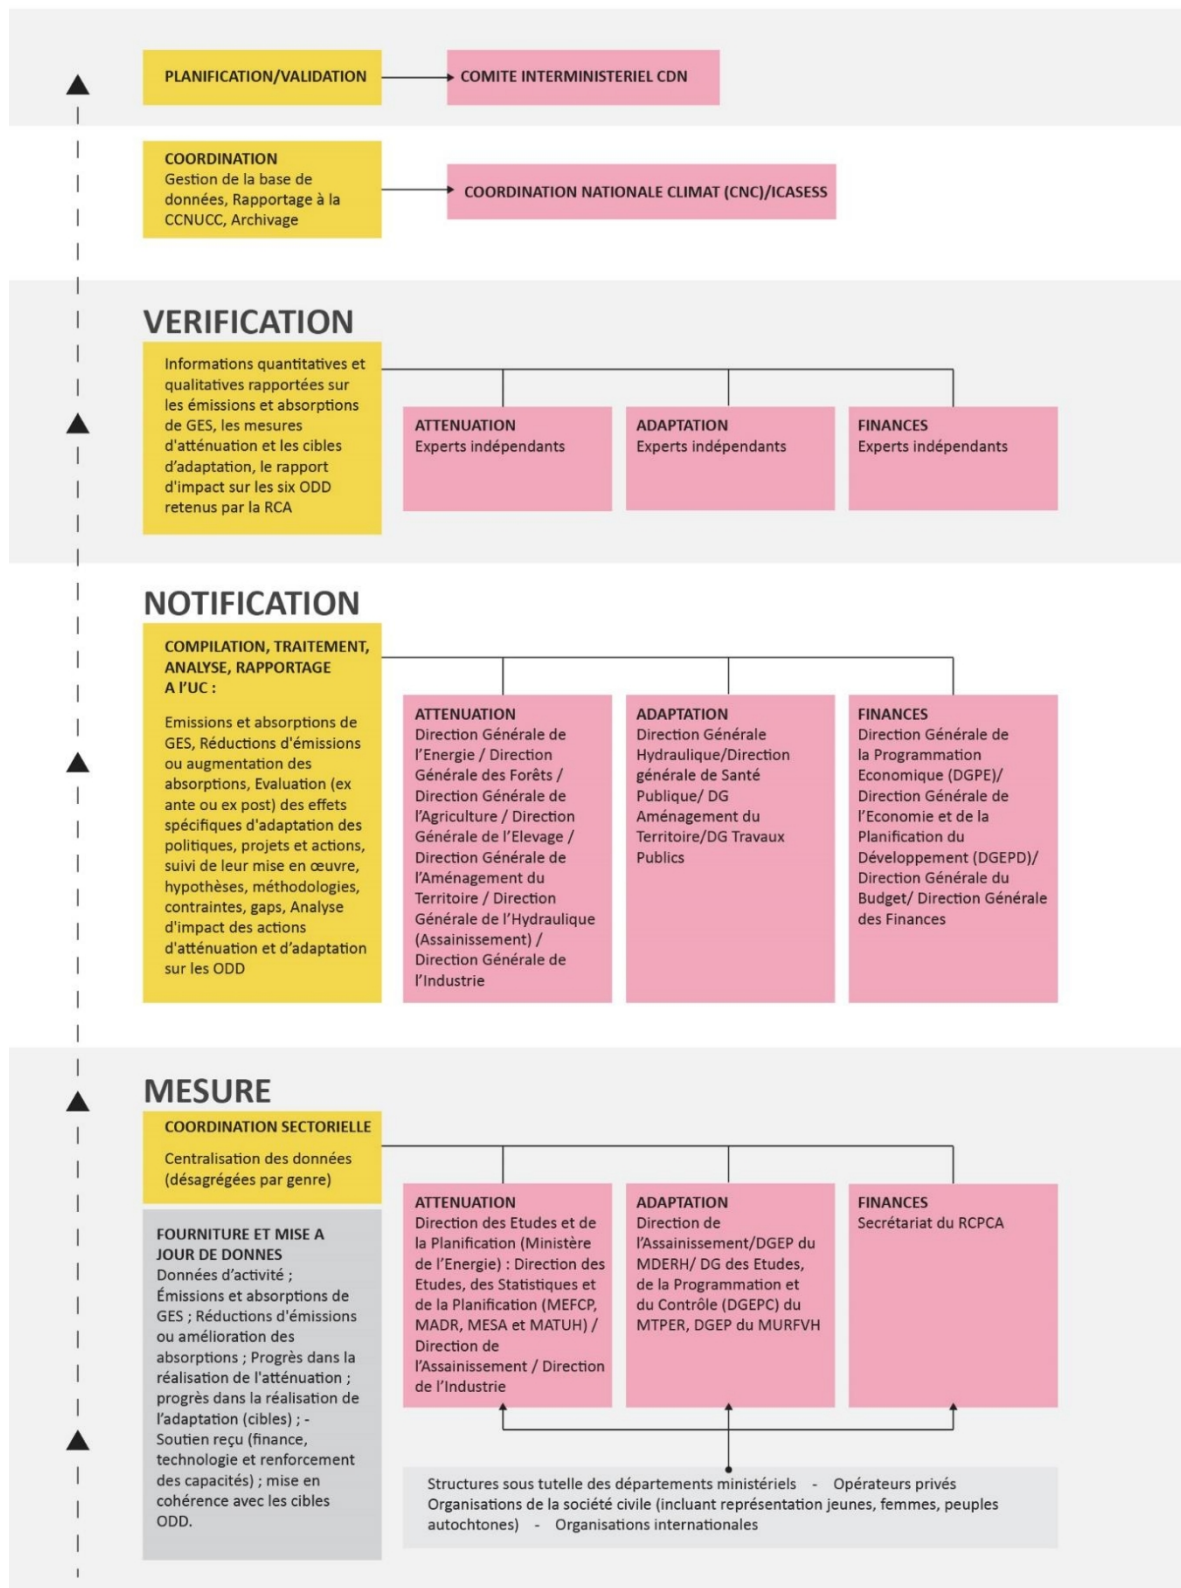 PLANIFICATION/VALIDATION
COMITE INTERMINISTERIEL CDN
COORDINATION
Gestion de la base de
données, Rapportage à la
CCNUCC, Archivage
COORDINATION NATIONALE CLIMAT (CNC)/ICASESS
VERIFICATION
Informations quantitatives et
qualitatives rapportées sur
les émissions et absorptions
de GES, les mesures
d'atténuation et les cibles
d’adaptation, le rapport
d'impact sur les six ODD
retenus par la RCA
ATTENUATION
Experts indépendants
ADAPTATION
Experts indépendants
FINANCES
Experts indépendants
NOTIFICATION
COMPILATION, TRAITEMENT,
ANALYSE, RAPPORTAGE
A l’UC :
Emissions et absorptions de
GES, Réductions d'émissions
ou augmentation des
absorptions, Evaluation (ex
ante ou ex post) des effets
spécifiques d'adaptation des
politiques, projets et actions,
suivi de leur mise en œuvre,
hypothèses, méthodologies,
contraintes, gaps, Analyse
d'impact des actions
d'atténuation et d’adaptation
sur les ODD
ATTENUATION
Direction Générale de
l’Energie / Direction
Générale des Forêts /
Direction Générale de
l’Agriculture / Direction
Générale de l’Elevage /
Direction Générale de
l’Aménagement du
Territoire / Direction
Générale de l’Hydraulique
(Assainissement) /
Direction Générale de
l’Industrie
ADAPTATION
Direction Générale
Hydraulique/Direction
générale de Santé
Publique/ DG
Aménagement du
Territoire/DG Travaux
Publics
FINANCES
Direction Générale de
la Programmation
Economique (DGPE)/
Direction Générale de
l’Economie et de la
Planification du
Développement (DGEPD)/
Direction Générale du
Budget/ Direction Générale
des Finances
MESURE
COORDINATION SECTORIELLE
Centralisation des données
(désagrégées par genre)
FOURNITURE ET MISE A
JOUR DE DONNES
Données d’activité ;
Émissions et absorptions de
GES ; Réductions d'émissions
ou amélioration des
absorptions ; Progrès dans la
réalisation de l'atténuation ;
progrès dans la réalisation de
l’adaptation (cibles) ; -
Soutien reçu (finance,
technologie et renforcement
des capacités) ; mise en
cohérence avec les cibles
ODD.
ATTENUATION
Direction des Etudes et de
la Planification (Ministère
de l’Energie) : Direction des
Etudes, des Statistiques et
de la Planification (MEFCP,
MADR, MESA et MATUH) /
Direction de
l’Assainissement / Direction
de l’Industrie
ADAPTATION
Direction de
l’Assainissement/DGEP du
MDERH/ DG des Etudes,
de la Programmation et
du Contrôle (DGEPC) du
MTPER, DGEP du MURFVH
FINANCES
Secrétariat du RCPCA
Structures sous tutelle des départements ministériels - Opérateurs privés
Organisations de la société civile (incluant représentation jeunes, femmes, peuples
autochtones) - Organisations internationales